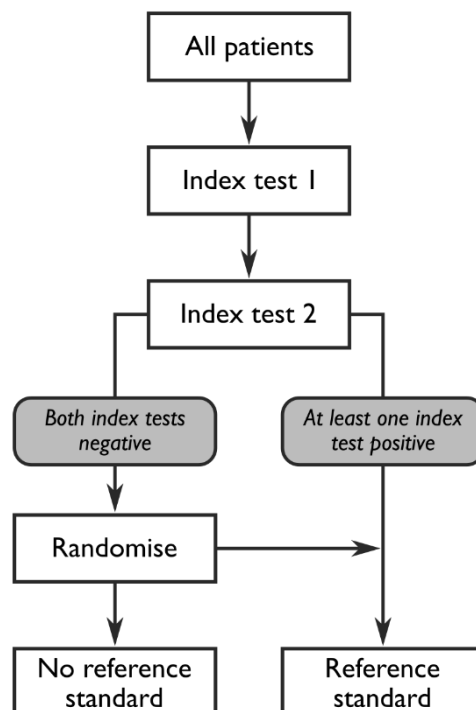 All patients
Index test 1
Index test 2
Both index tests
negative
At least one index
test positive
Randomise
No reference
standard
Reference
standard